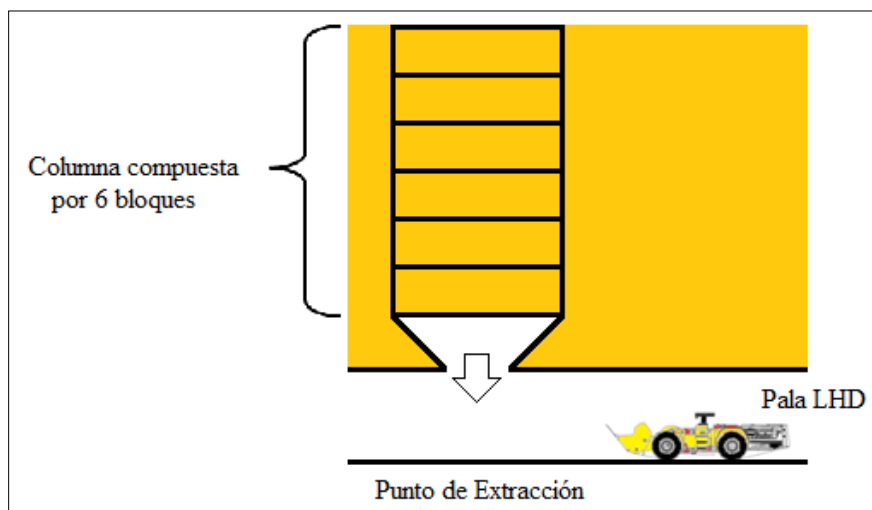 Columna compuesta
por 6 bloques
Pala LHD
Punto de Extracción